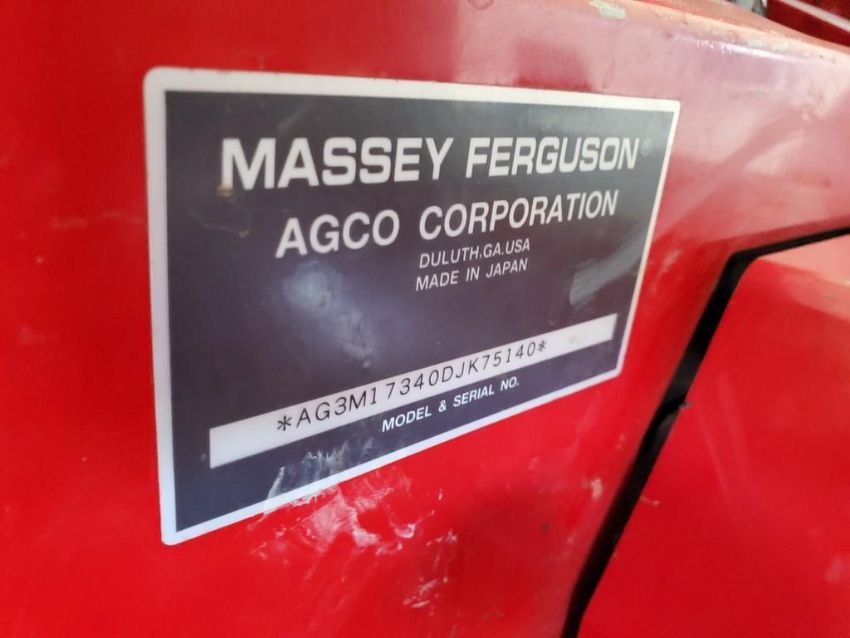 MASSEY FERGUSON®
AGCO CORPORATION
DULUTH.GA.USA
MADE IN JAPAN
*AG3M17340DJK75140*
MODEL & SERIAL NO.